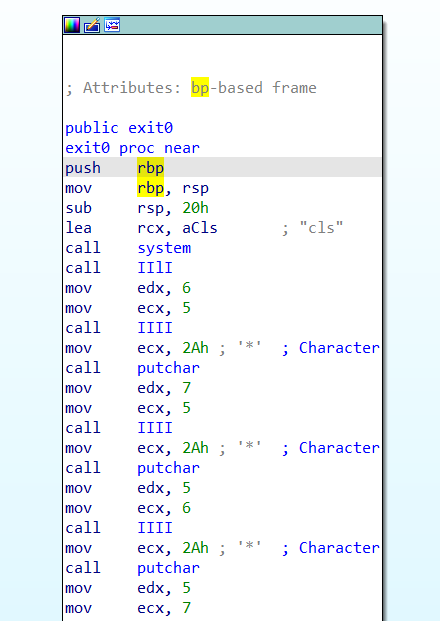 ; Attributes: bp-based frame
public exit0
exit0 proc near
push    rbp
mov     rbp, rsp
sub     rsp, 20h
lea     rcx, aCls       ; "cls"
call    system
call    IIlI
mov     edx, 6
mov     ecx, 5
call    IIII
mov     ecx, 2Ah ; '*'  ; Character
call    putchar
mov     edx, 7
mov     ecx, 5
call    IIII
mov     ecx, 2Ah ; '*'  ; Character
call    putchar
mov     edx, 5
mov     ecx, 6
call    IIII
mov     ecx, 2Ah ; '*'  ; Character
call    putchar
mov     edx, 5
mov     ecx, 7